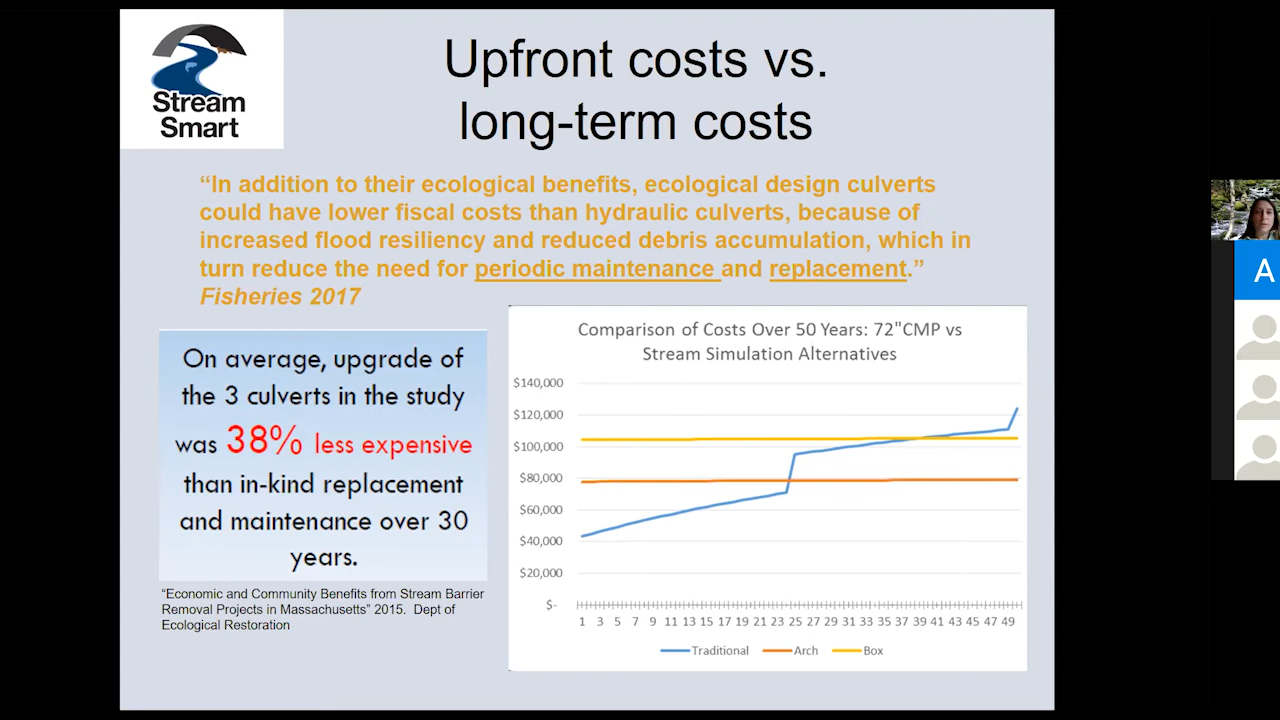 Stream
Smart
Upfront costs vs.
long-term costs
“In addition to their ecological benefits, ecological design culverts
could have lower fiscal costs than hydraulic culverts, because of
increased flood resiliency and reduced debris accumulation, which in
turn reduce the need for periodic maintenance and replacement.”
Fisheries 2017
On average, upgrade of
the 3 culverts in the study
was 38% less expensive
than in-kind replacement
and maintenance over 30
years.
“Economic and Community Benefits from Stream Barrier
Removal Projects in Massachusetts” 2015. Dept of
Ecological Restoration
Comparison of Costs Over 50 Years: 72"CMP vs
Stream Simulation Alternatives
$140,000
$120,000
$100,000
$80,000
$60,000
$40,000
$20,000
$-
1 3 5 7 9 11 13 15 17 19 21 23 25 27 29 31 33 35 37 39 41 43 45 47 49
Traditional Arch Box
A